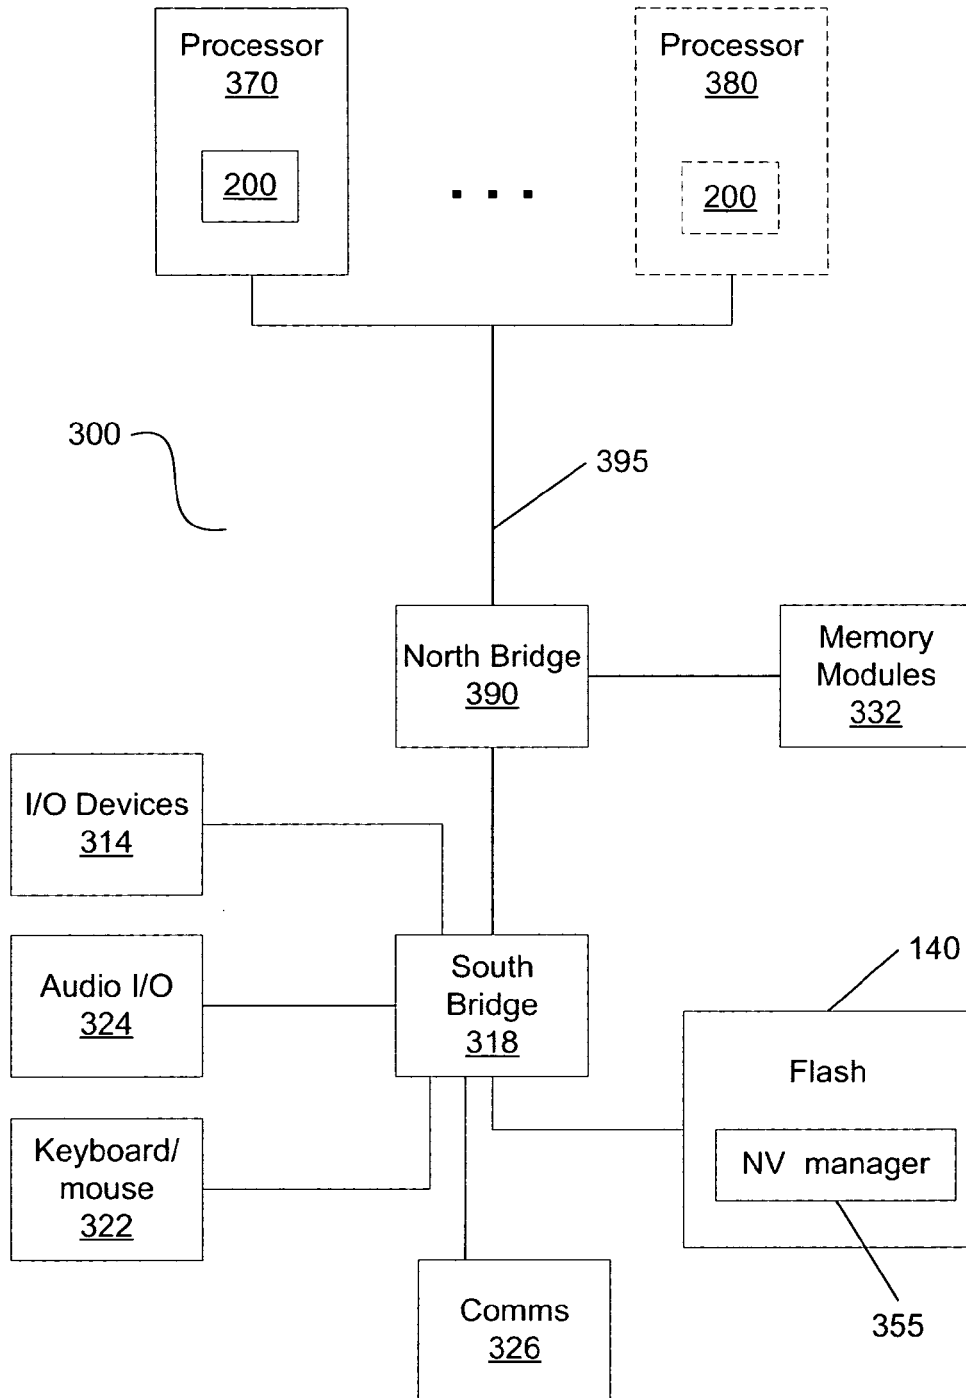 Processor
370
200
. . .
Processor
380
200
300
395
North Bridge
390
Memory
Modules
332
I/O Devices
314
Audio I/O
324
South
Bridge
318
140
Flash
NV manager
Keyboard/
mouse
322
355
Comms
326